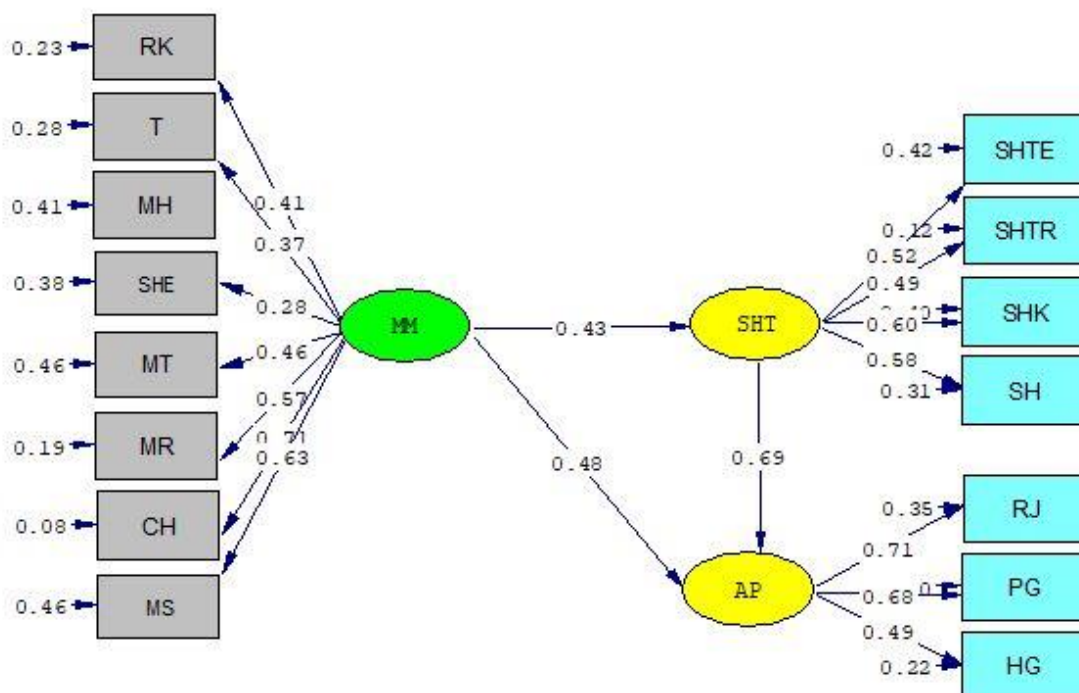 0.23 RK
0.28 T
0.41 MH
0.38 SHE
0.46 MT
0.19 MR
0.08 CH
0.46 MS
0.41
0.37
0.28
0.46
0.57
0.71
0.63
MM
0.43
0.48
SHT
0.69
AP
0.42 SHTE
0.12 SHTR
0.52
0.49
SHK
0.60
0.58
0.31 SH
0.35 RJ
0.71
PG
0.68
0.49
0.22 HG